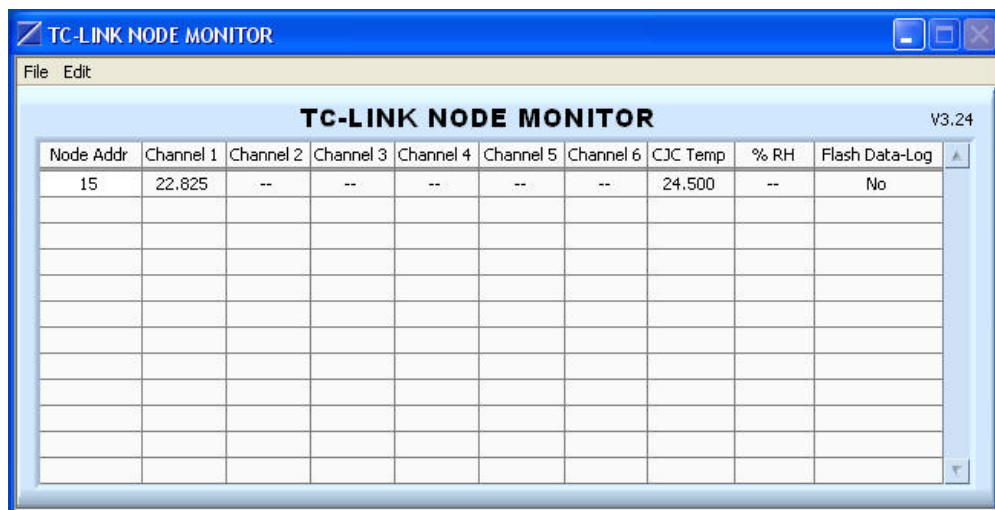 TC-LINK NODE MONITOR
File Edit
TC-LINK NODE MONITOR V3.24
Node Addr Channel 1 Channel 2 Channel 3 Channel 4 Channel 5 Channel 6 CJC Temp % RH Flash Data-Log
15 22.825 -- -- -- -- -- 24.500 -- No